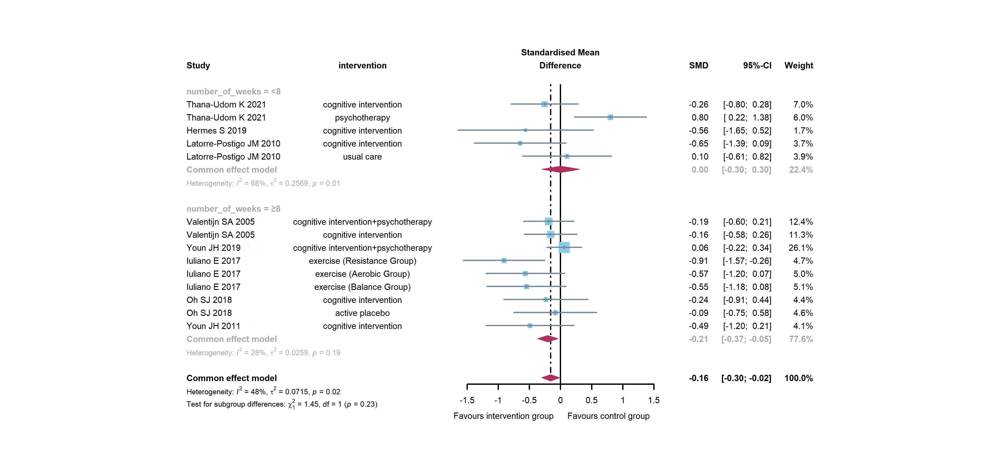 Standardised Mean
Study intervention Difference SMD 95%-CI Weight
number_of_weeks = <8
Thana-Udom K 2021 cognitive intervention -0.26 [-0.80; 0.28] 7.0%
Thana-Udom K 2021 psychotherapy 0.80 [ 0.22; 1.38] 6.0%
Hermes S 2019 cognitive intervention -0.56 [-1.65; 0.52] 1.7%
Latorre-Postigo JM 2010 cognitive intervention -0.65 [-1.39; 0.09] 3.7%
Latorre-Postigo JM 2010 usual care 0.10 [-0.61; 0.82] 3.9%
Common effect model 0.00 [-0.30; 0.30] 22.4%
Heterogeneity: I² = 68%, τ² = 0.2569, p = 0.01
number_of_weeks = ≥8
Valentijn SA 2005 cognitive intervention+psychotherapy -0.19 [-0.60; 0.21] 12.4%
Valentijn SA 2005 cognitive intervention -0.16 [-0.58; 0.26] 11.3%
Youn JH 2019 cognitive intervention+psychotherapy 0.06 [-0.22; 0.34] 26.1%
Iuliano E 2017 exercise (Resistance Group) -0.91 [-1.57; -0.26] 4.7%
Iuliano E 2017 exercise (Aerobic Group) -0.57 [-1.20; 0.07] 5.0%
Iuliano E 2017 exercise (Balance Group) -0.55 [-1.18; 0.08] 5.1%
Oh SJ 2018 cognitive intervention -0.24 [-0.91; 0.44] 4.4%
Oh SJ 2018 active placebo -0.09 [-0.75; 0.58] 4.6%
Youn JH 2011 cognitive intervention -0.49 [-1.20; 0.21] 4.1%
Common effect model -0.21 [-0.37; -0.05] 77.6%
Heterogeneity: I² = 28%, τ² = 0.0259, p = 0.19
Common effect model -0.16 [-0.30; -0.02] 100.0%
Heterogeneity: I² = 48%, τ² = 0.0715, p = 0.02
Test for subgroup differences: χ²₁ = 1.45, df = 1 (p = 0.23)
-1.5 -1 -0.5 0 0.5 1 1.5
Favours intervention group Favours control group